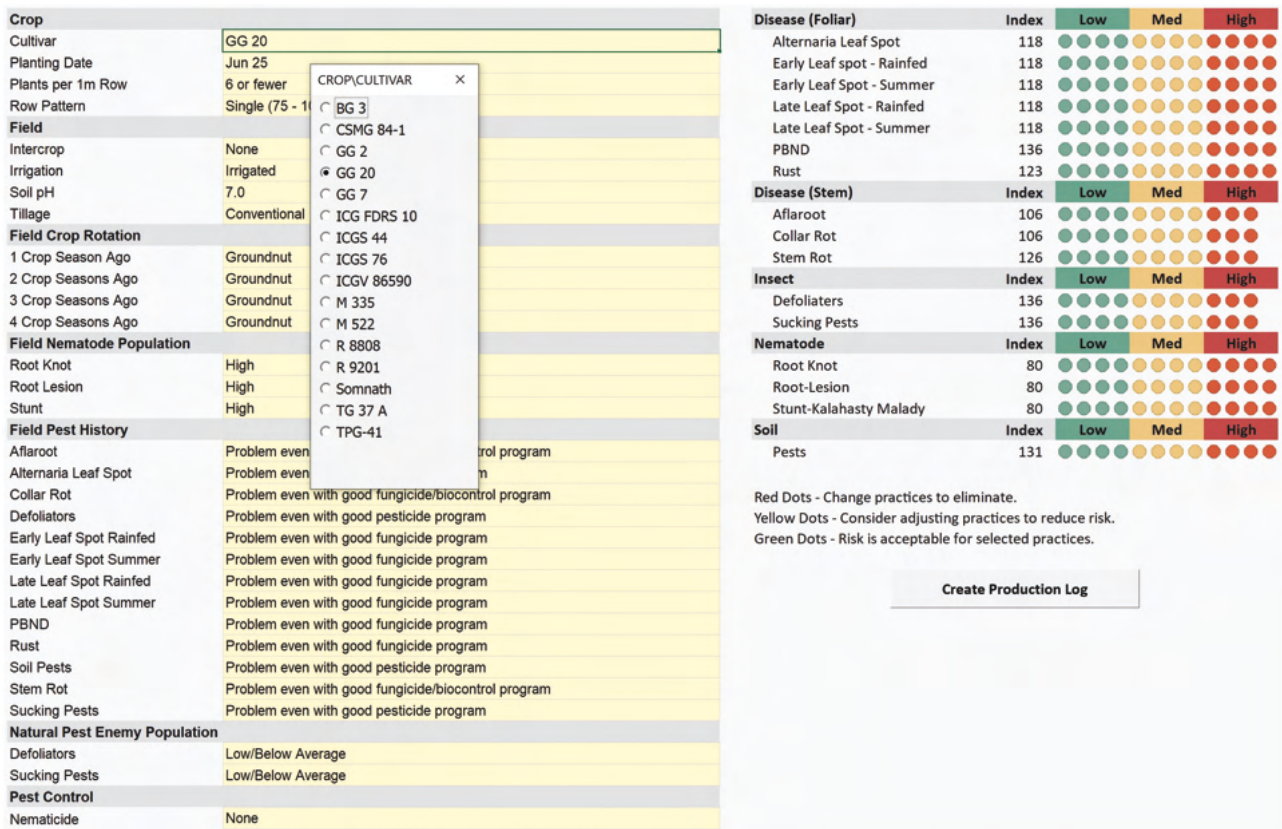 Crop
Cultivar GG 20
Planting Date Jun 25
Plants per 1m Row 6 or fewer
Row Pattern Single (75 - 10
Field
Intercrop None
Irrigation Irrigated
Soil pH 7.0
Tillage Conventional
Field Crop Rotation
1 Crop Season Ago Groundnut
2 Crop Seasons Ago Groundnut
3 Crop Seasons Ago Groundnut
4 Crop Seasons Ago Groundnut
Field Nematode Population
Root Knot High
Root Lesion High
Stunt High
Field Pest History
Aflaroot Problem even trol program
Alternaria Leaf Spot Problem even
Collar Rot Problem even with good fungicide/biocontrol program
Defoliators Problem even with good pesticide program
Early Leaf Spot Rainfed Problem even with good fungicide program
Early Leaf Spot Summer Problem even with good fungicide program
Late Leaf Spot Rainfed Problem even with good fungicide program
Late Leaf Spot Summer Problem even with good fungicide program
PBND Problem even with good fungicide program
Rust Problem even with good fungicide program
Soil Pests Problem even with good pesticide program
Stem Rot Problem even with good fungicide/biocontrol program
Sucking Pests Problem even with good pesticide program
Natural Pest Enemy Population
Defoliators Low/Below Average
Sucking Pests Low/Below Average
Pest Control
Nematicide None
CROP\CULTIVAR ×
BG 3
CSMG 84-1
GG 2
GG 20
GG 7
ICG FDRS 10
ICGS 44
ICGS 76
ICGV 86590
M 335
M 522
R 8808
R 9201
Somnath
TG 37 A
TPG-41
Disease (Foliar) Index Low Med High
Alternaria Leaf Spot 118
Early Leaf spot - Rainfed 118
Early Leaf Spot - Summer 118
Late Leaf Spot - Rainfed 118
Late Leaf Spot - Summer 118
PBND 136
Rust 123
Disease (Stem) Index Low Med High
Aflaroot 106
Collar Rot 106
Stem Rot 126
Insect Index Low Med High
Defoliaters 136
Sucking Pests 136
Nematode Index Low Med High
Root Knot 80
Root-Lesion 80
Stunt-Kalahasty Malady 80
Soil Index Low Med High
Pests 131
Red Dots - Change practices to eliminate.
Yellow Dots - Consider adjusting practices to reduce risk.
Green Dots - Risk is acceptable for selected practices.
Create Production Log